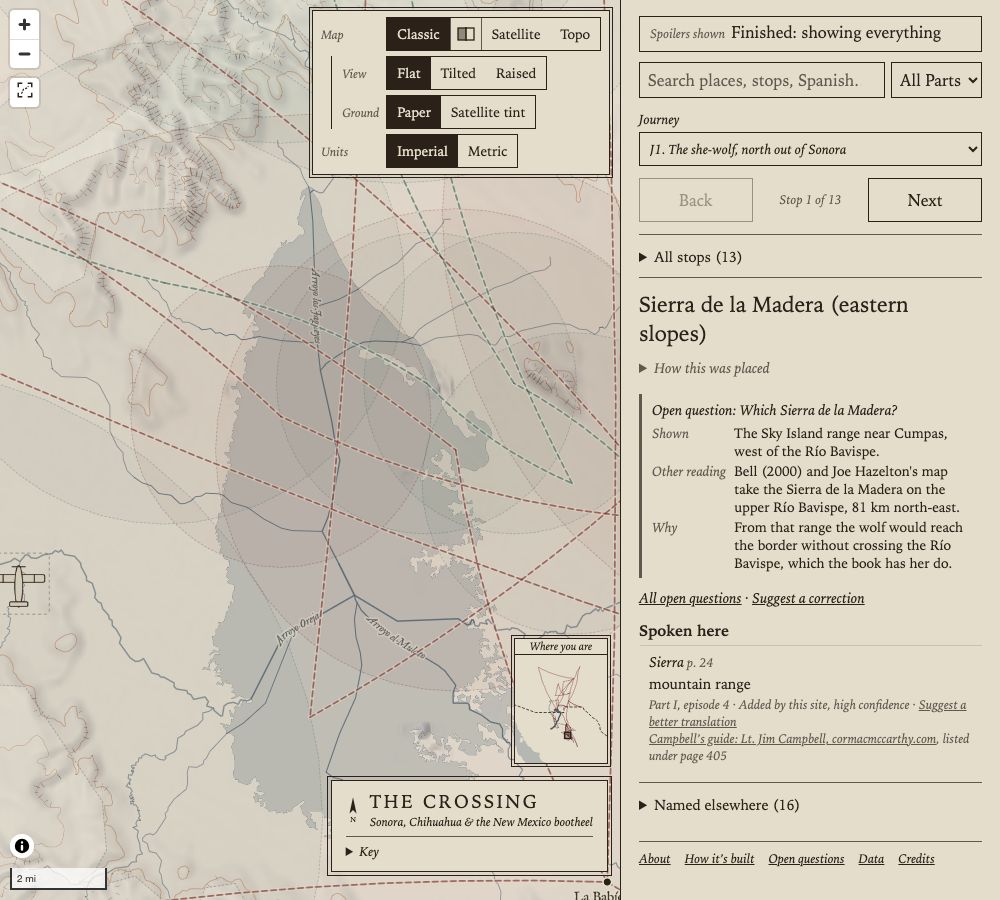 Map
Classic
Satellite
Topo
View
Flat
Tilted
Raised
Ground
Paper
Satellite tint
Units
Imperial
Metric
Where you are
THE CROSSING
N
Sonora, Chihuahua & the New Mexico bootheel
Key
2 mi
Spoilers shown Finished: showing everything
Search places, stops, Spanish.
All Parts
Journey
J1. The she-wolf, north out of Sonora
Back
Stop 1 of 13
Next
All stops (13)
Sierra de la Madera (eastern
slopes)
How this was placed
Open question: Which Sierra de la Madera?
Shown The Sky Island range near Cumpas,
west of the Río Bavispe.
Other reading Bell (2000) and Joe Hazelton's map
take the Sierra de la Madera on the
upper Río Bavispe, 81 km north-east.
Why From that range the wolf would reach
the border without crossing the Río
Bavispe, which the book has her do.
All open questions · Suggest a correction
Spoken here
Sierra p. 24
mountain range
Part I, episode 4 · Added by this site, high confidence · Suggest a
better translation
Campbell's guide: Lt. Jim Campbell, cormacmccarthy.com, listed
under page 405
Named elsewhere (16)
About How it's built Open questions Data Credits